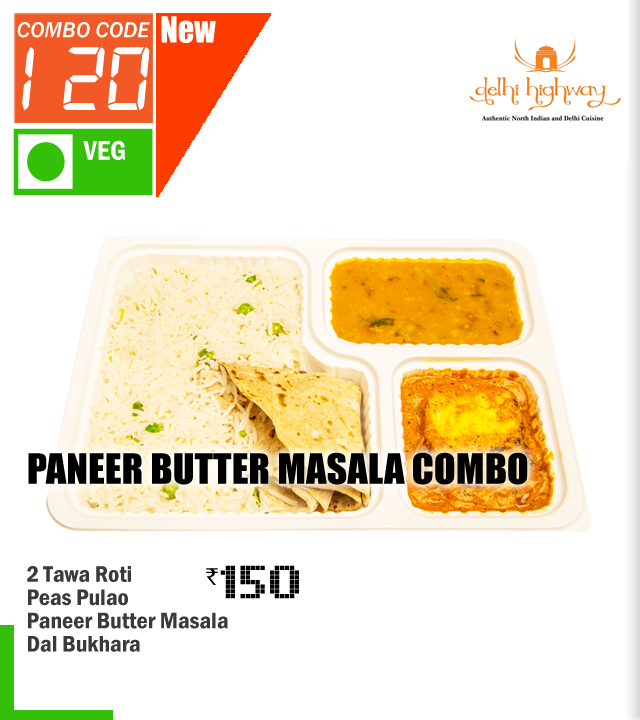 COMBO CODE
120
New
VEG
delhi highway
Authentic North Indian and Delhi Cuisine
PANEER BUTTER MASALA COMBO
2 Tawa Roti
₹150
Peas Pulao
Paneer Butter Masala
Dal Bukhara